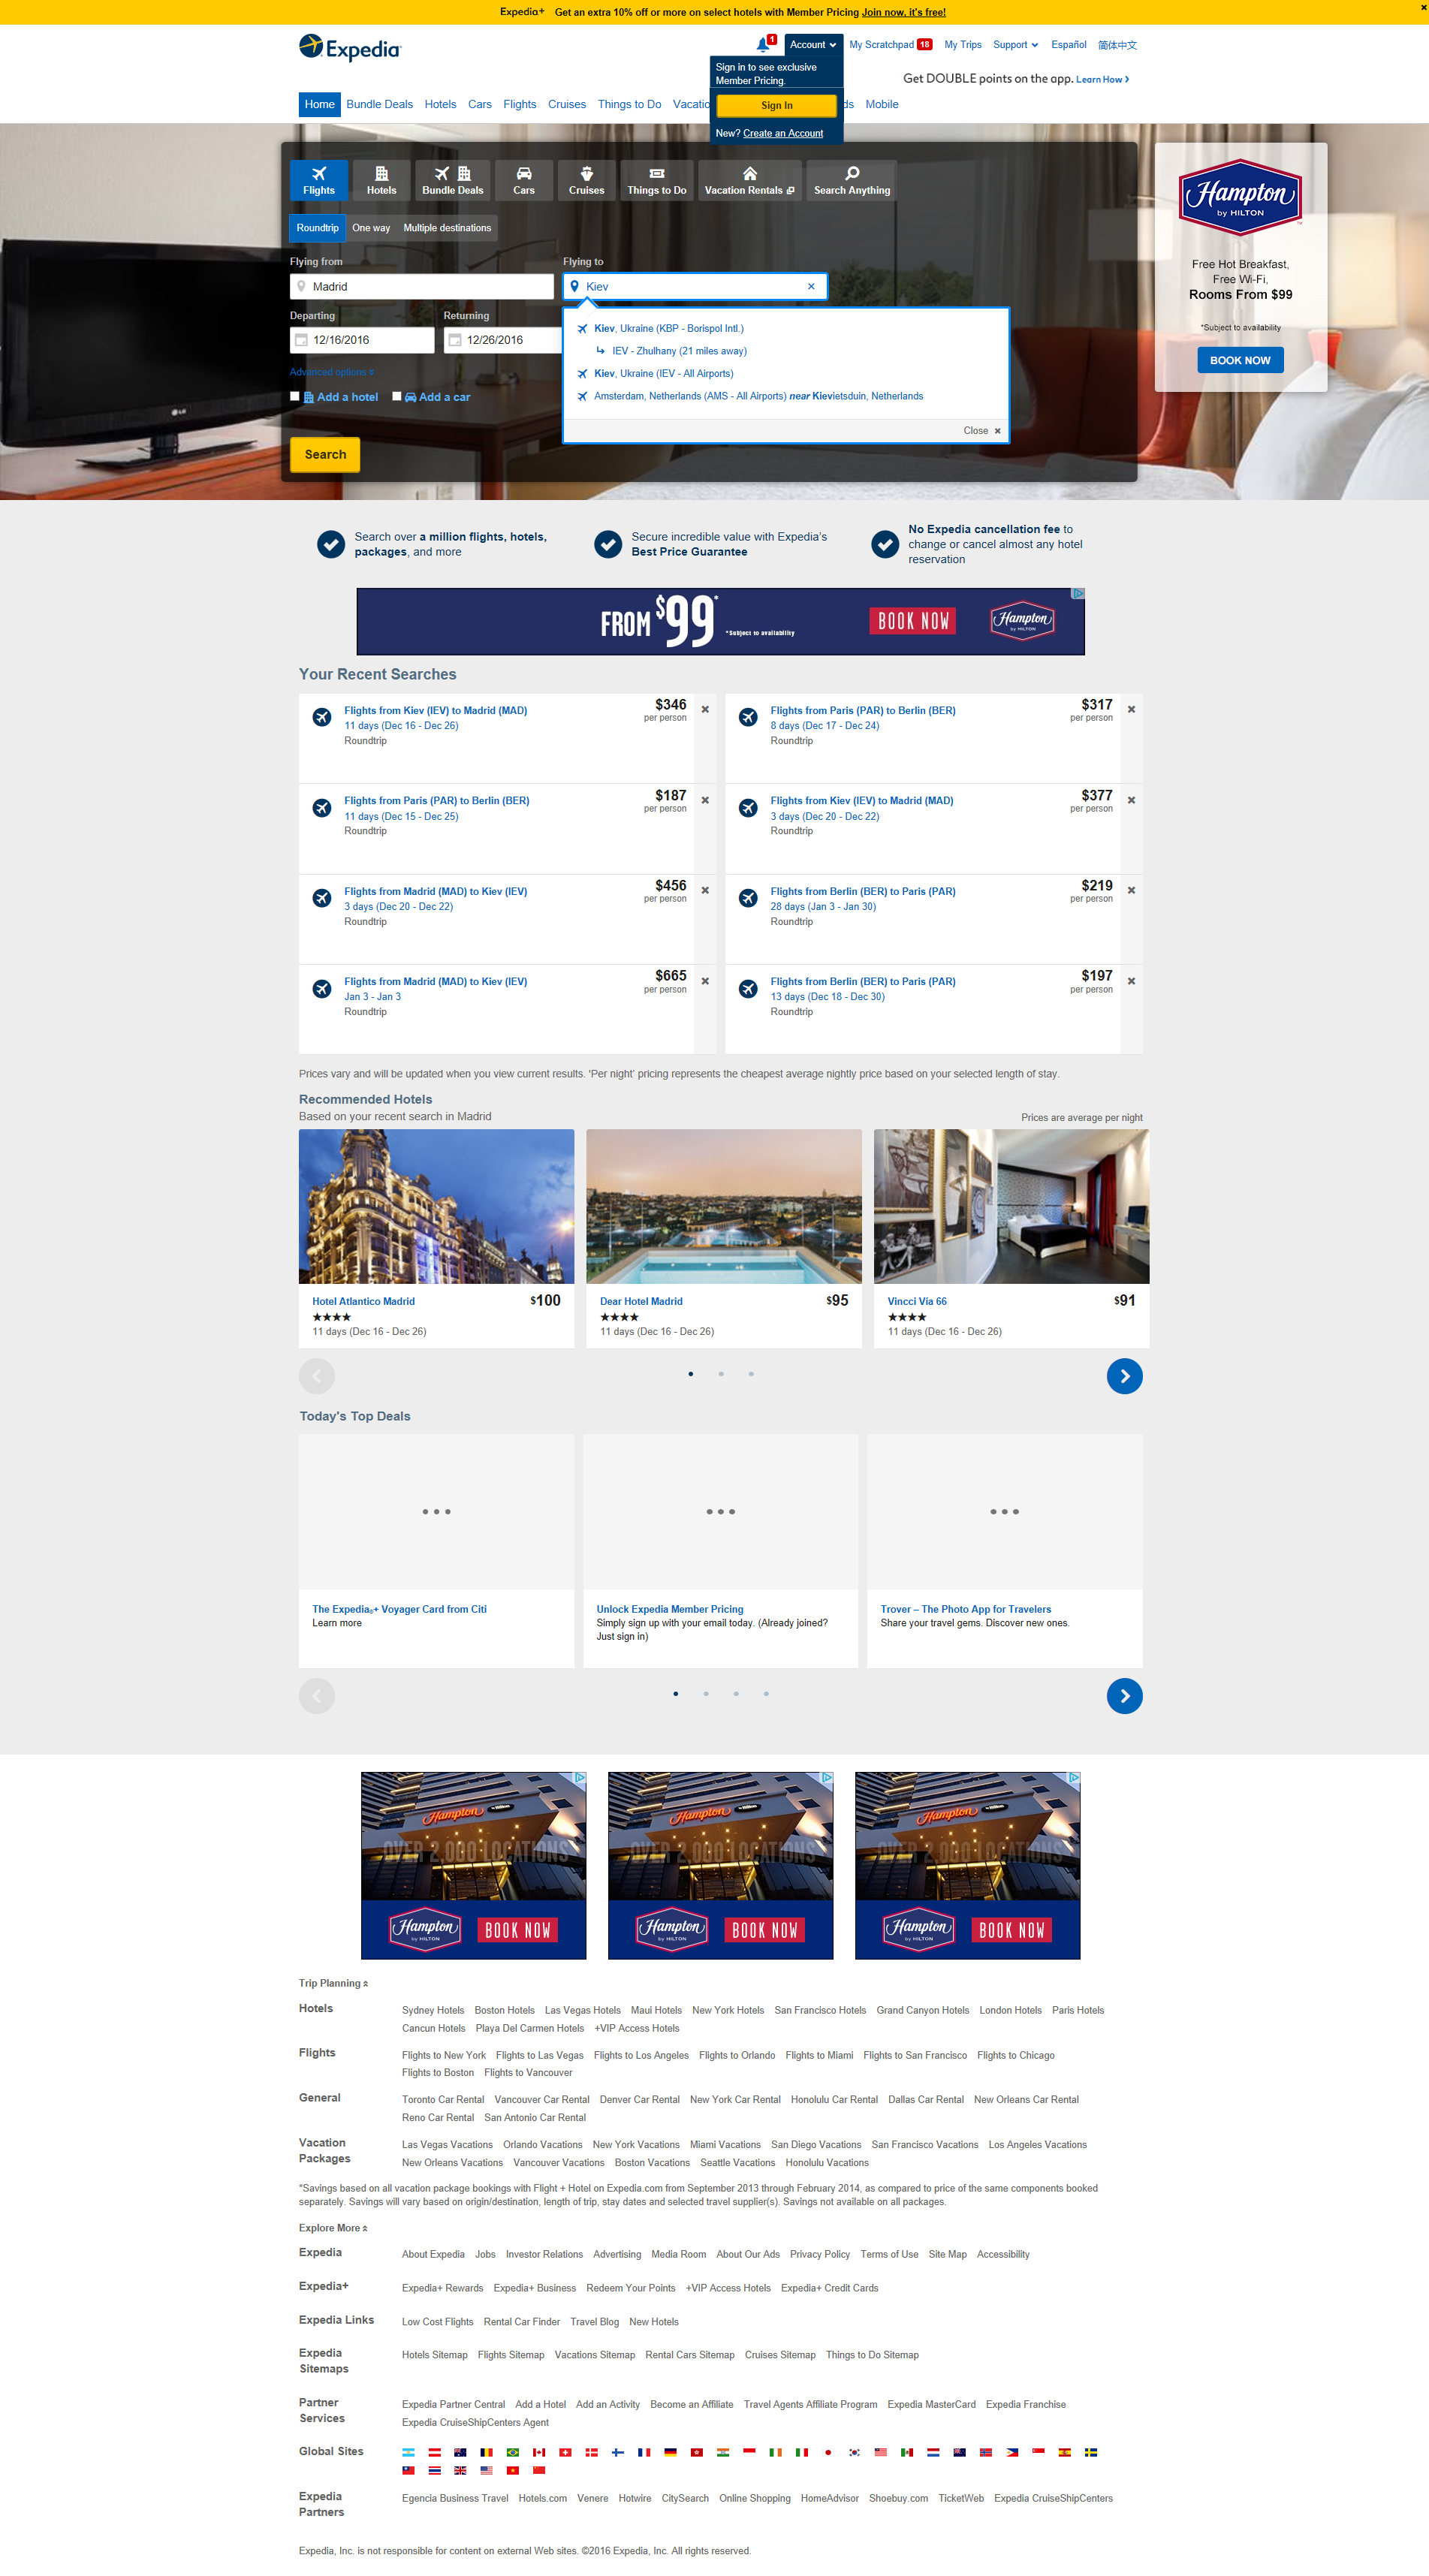 Expedia+ Get an extra 10% off or more on select hotels with Member Pricing Join now, it's free!
Expedia
1
Account
My Scratchpad 18
My Trips
Support
Español
简体中文
Sign in to see exclusive
Member Pricing.
Sign In
New? Create an Account
Get DOUBLE points on the app. Learn How
Home Bundle Deals Hotels Cars Flights Cruises Things to Do Vacatio ds Mobile
Flights Hotels Bundle Deals Cars Cruises Things to Do Vacation Rentals Search Anything
Roundtrip One way Multiple destinations
Flying from
Madrid
Flying to
Kiev
Departing
12/16/2016
Returning
12/26/2016
Kiev, Ukraine (KBP - Borispol Intl.)
IEV - Zhulhany (21 miles away)
Kiev, Ukraine (IEV - All Airports)
Amsterdam, Netherlands (AMS - All Airports) near Kievietsduin, Netherlands
Close
Advanced options
Add a hotel Add a car
Search
LG
Hampton
by HILTON
Free Hot Breakfast,
Free Wi-Fi,
Rooms From $99
*Subject to availability
BOOK NOW
Search over a million flights, hotels,
packages, and more
Secure incredible value with Expedia's
Best Price Guarantee
No Expedia cancellation fee to
change or cancel almost any hotel
reservation
FROM $99*
*Subject to availability
BOOK NOW
Hampton
by HILTON
Your Recent Searches
Flights from Kiev (IEV) to Madrid (MAD)
11 days (Dec 16 - Dec 26)
Roundtrip
$346
per person
Flights from Paris (PAR) to Berlin (BER)
8 days (Dec 17 - Dec 24)
Roundtrip
$317
per person
Flights from Paris (PAR) to Berlin (BER)
11 days (Dec 15 - Dec 25)
Roundtrip
$187
per person
Flights from Kiev (IEV) to Madrid (MAD)
3 days (Dec 20 - Dec 22)
Roundtrip
$377
per person
Flights from Madrid (MAD) to Kiev (IEV)
3 days (Dec 20 - Dec 22)
Roundtrip
$456
per person
Flights from Berlin (BER) to Paris (PAR)
28 days (Jan 3 - Jan 30)
Roundtrip
$219
per person
Flights from Madrid (MAD) to Kiev (IEV)
Jan 3 - Jan 3
Roundtrip
$665
per person
Flights from Berlin (BER) to Paris (PAR)
13 days (Dec 18 - Dec 30)
Roundtrip
$197
per person
Prices vary and will be updated when you view current results. 'Per night' pricing represents the cheapest average nightly price based on your selected length of stay.
Recommended Hotels
Based on your recent search in Madrid
Prices are average per night
Hotel Atlantico Madrid $100
11 days (Dec 16 - Dec 26)
Dear Hotel Madrid $95
11 days (Dec 16 - Dec 26)
Vincci Via 66 $91
11 days (Dec 16 - Dec 26)
Today's Top Deals
The Expedia®+ Voyager Card from Citi
Learn more
Unlock Expedia Member Pricing
Simply sign up with your email today. (Already joined?
Just sign in)
Trover – The Photo App for Travelers
Share your travel gems. Discover new ones.
Hampton
OVER 2,000 LOCATIONS
Hampton
by HILTON
BOOK NOW
Hampton
OVER 2,000 LOCATIONS
Hampton
by HILTON
BOOK NOW
Hampton
OVER 2,000 LOCATIONS
Hampton
by HILTON
BOOK NOW
Trip Planning
Hotels
Sydney Hotels Boston Hotels Las Vegas Hotels Maui Hotels New York Hotels San Francisco Hotels Grand Canyon Hotels London Hotels Paris Hotels
Cancun Hotels Playa Del Carmen Hotels +VIP Access Hotels
Flights
Flights to New York Flights to Las Vegas Flights to Los Angeles Flights to Orlando Flights to Miami Flights to San Francisco Flights to Chicago
Flights to Boston Flights to Vancouver
General
Toronto Car Rental Vancouver Car Rental Denver Car Rental New York Car Rental Honolulu Car Rental Dallas Car Rental New Orleans Car Rental
Reno Car Rental San Antonio Car Rental
Vacation
Packages
Las Vegas Vacations Orlando Vacations New York Vacations Miami Vacations San Diego Vacations San Francisco Vacations Los Angeles Vacations
New Orleans Vacations Vancouver Vacations Boston Vacations Seattle Vacations Honolulu Vacations
*Savings based on all vacation package bookings with Flight + Hotel on Expedia.com from September 2013 through February 2014, as compared to price of the same components booked
separately. Savings will vary based on origin/destination, length of trip, stay dates and selected travel supplier(s). Savings not available on all packages.
Explore More
Expedia
About Expedia Jobs Investor Relations Advertising Media Room About Our Ads Privacy Policy Terms of Use Site Map Accessibility
Expedia+
Expedia+ Rewards Expedia+ Business Redeem Your Points +VIP Access Hotels Expedia+ Credit Cards
Expedia Links
Low Cost Flights Rental Car Finder Travel Blog New Hotels
Expedia
Sitemaps
Hotels Sitemap Flights Sitemap Vacations Sitemap Rental Cars Sitemap Cruises Sitemap Things to Do Sitemap
Partner
Services
Expedia Partner Central Add a Hotel Add an Activity Become an Affiliate Travel Agents Affiliate Program Expedia MasterCard Expedia Franchise
Expedia CruiseShipCenters Agent
Global Sites
Expedia
Partners
Egencia Business Travel Hotels.com Venere Hotwire CitySearch Online Shopping HomeAdvisor Shoebuy.com TicketWeb Expedia CruiseShipCenters
Expedia, Inc. is not responsible for content on external Web sites. ©2016 Expedia, Inc. All rights reserved.